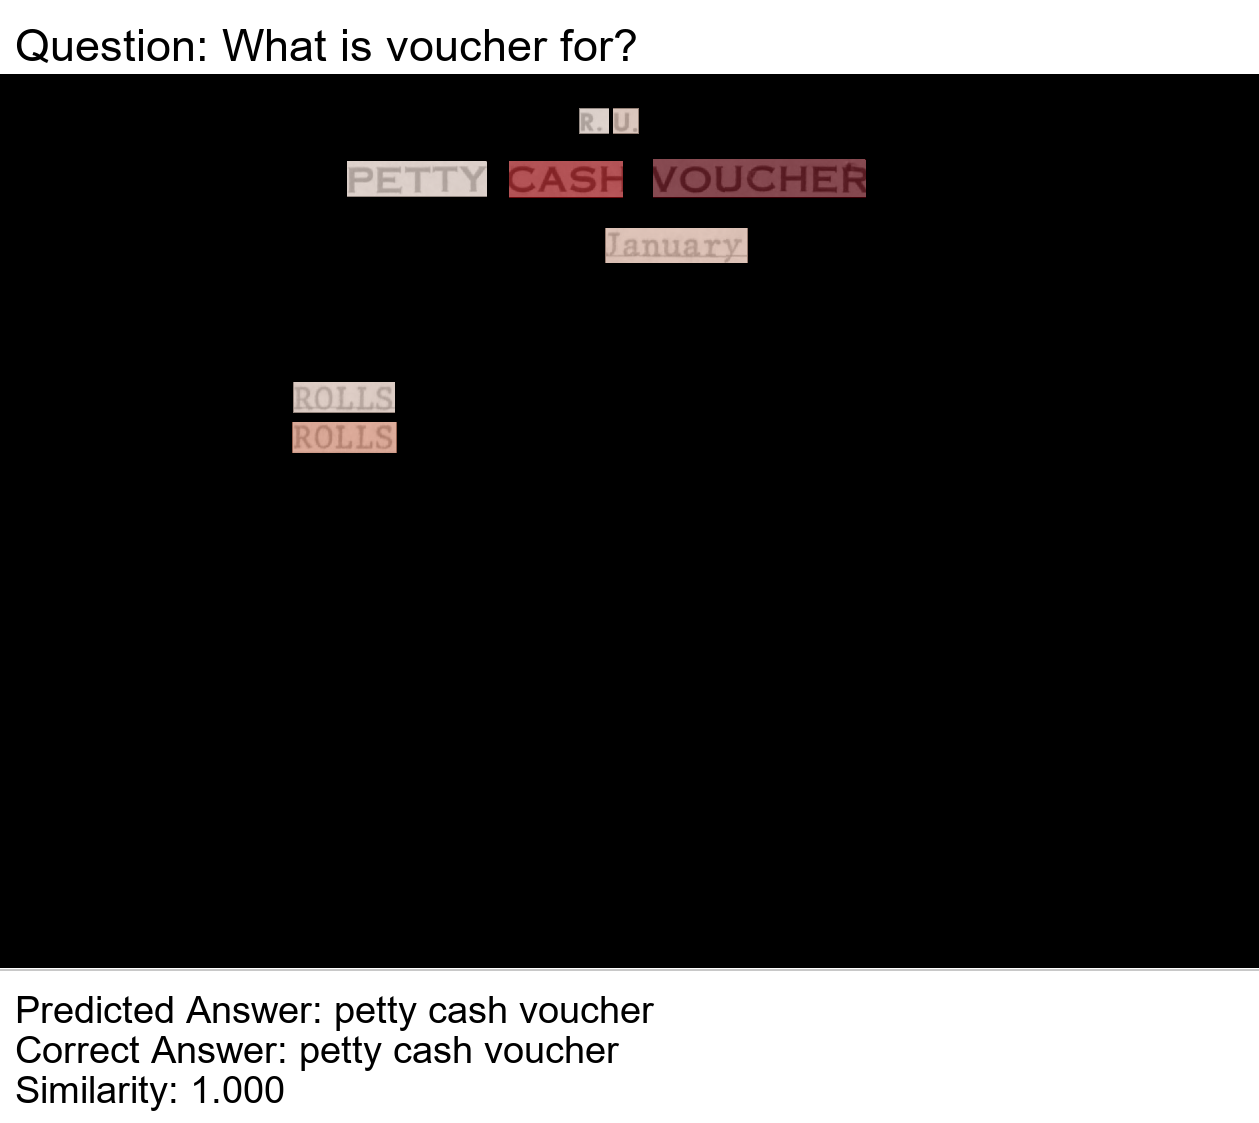 Question: What is voucher for?
R. U.
PETTY CASH VOUCHER
January
ROLLS
ROLLS
Predicted Answer: petty cash voucher
Correct Answer: petty cash voucher
Similarity: 1.000